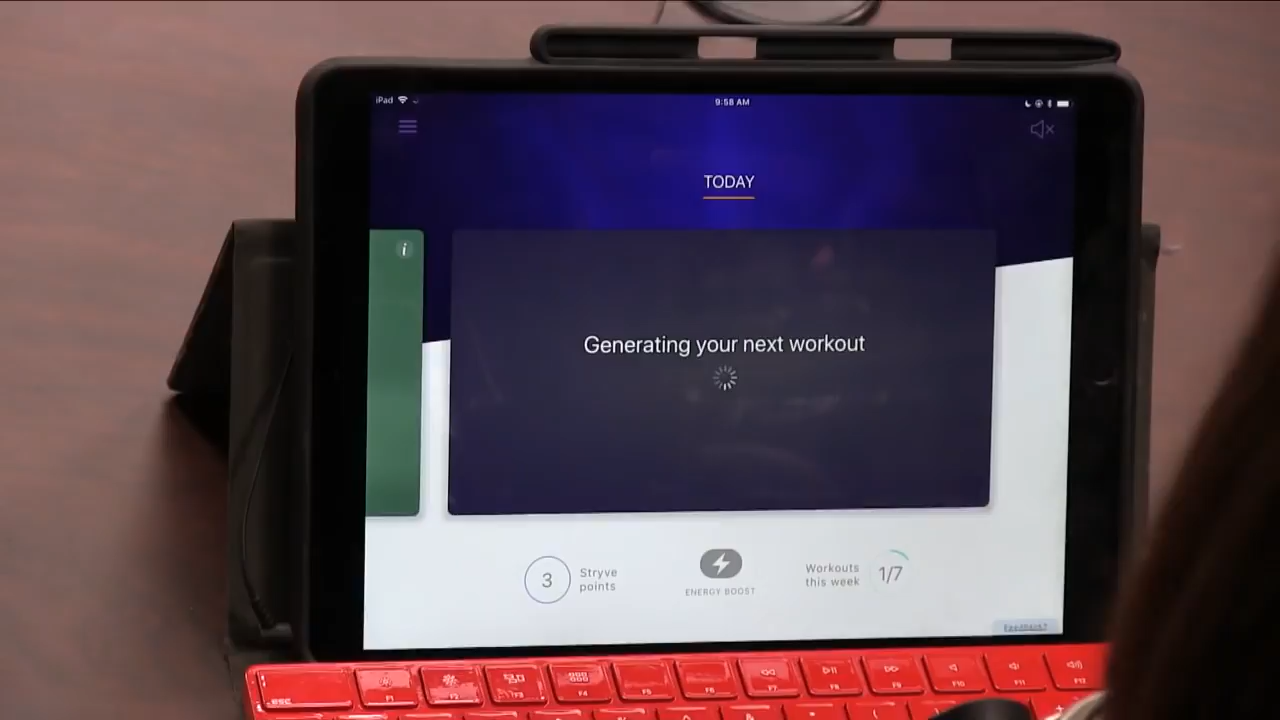 iPad
9:58 AM
TODAY
i
Generating your next workout
3
Stryve
points
ENERGY BOOST
Workouts
this week
1/7
Feedback?
esc
F1
F2
F3
F4
F5
F6
F7
F8
F9
F10
F11
F12